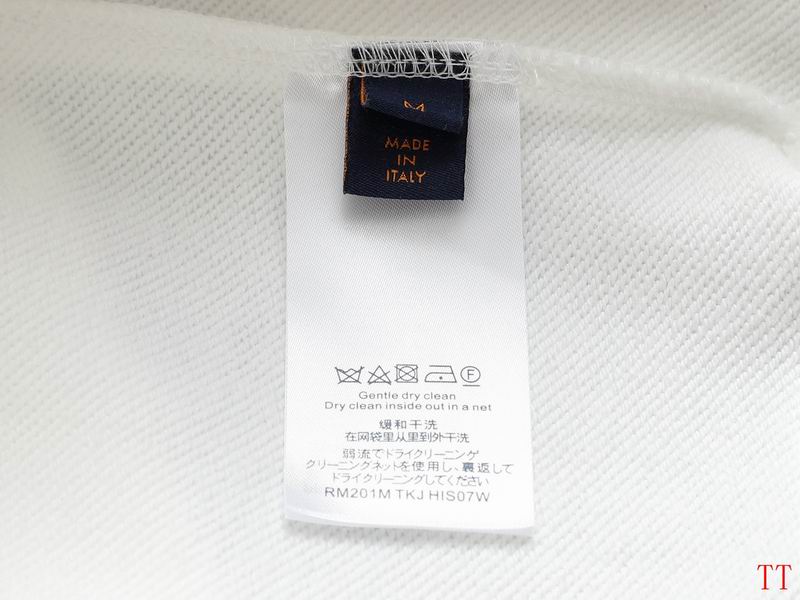 M
MADE
IN
ITALY
F
Gentle dry clean
Dry clean inside out in a net
缓和干洗
在网袋里从里到外干洗
弱流でドライクリーニング
クリーニングネットを使用し、裏返して
ドライクリーニングしてください
RM201M TKJ HIS07W
TT